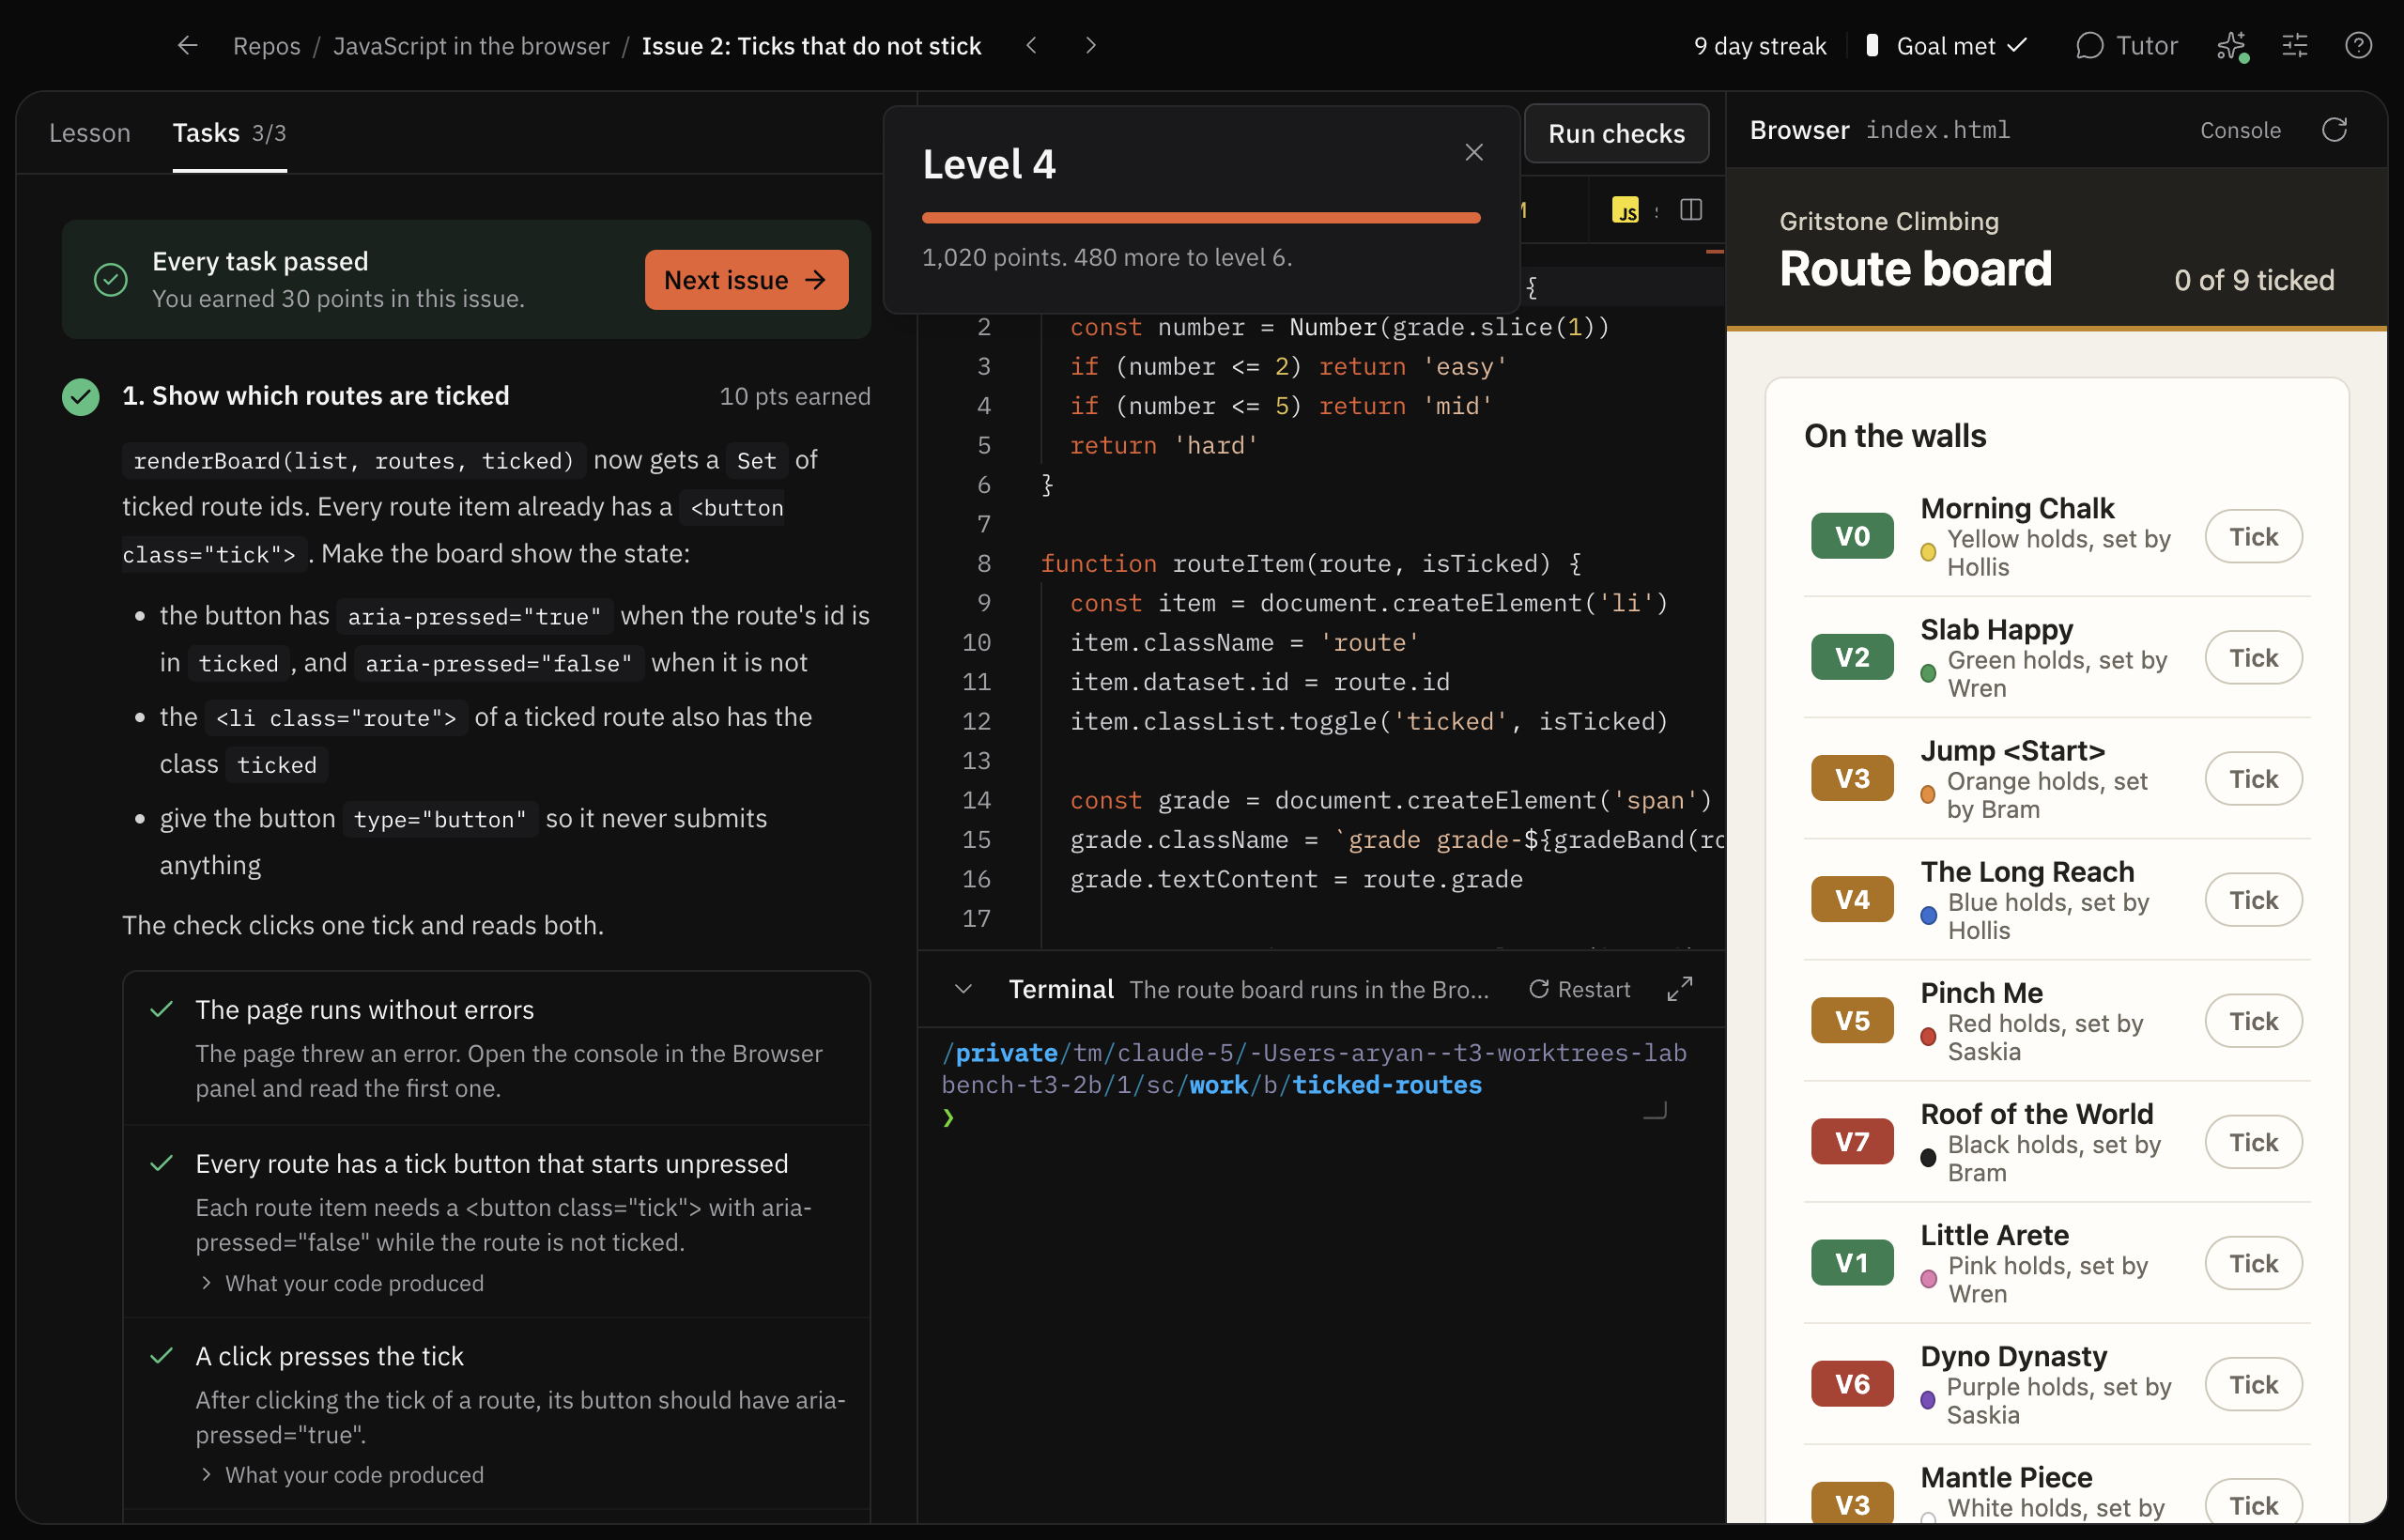 Repos / JavaScript in the browser / Issue 2: Ticks that do not stick
9 day streak
Goal met
Tutor
Lesson
Tasks 3/3
Every task passed
You earned 30 points in this issue.
Next issue
1. Show which routes are ticked
10 pts earned
renderBoard(list, routes, ticked) now gets a Set of
ticked route ids. Every route item already has a <button
class="tick">. Make the board show the state:
• the button has aria-pressed="true" when the route's id is
in ticked, and aria-pressed="false" when it is not
• the <li class="route"> of a ticked route also has the
class ticked
• give the button type="button" so it never submits
anything
The check clicks one tick and reads both.
The page runs without errors
The page threw an error. Open the console in the Browser
panel and read the first one.
Every route has a tick button that starts unpressed
Each route item needs a <button class="tick"> with aria-
pressed="false" while the route is not ticked.
What your code produced
A click presses the tick
After clicking the tick of a route, its button should have aria-
pressed="true".
What your code produced
Level 4
1,020 points. 480 more to level 6.
Run checks
JS
{
2 const number = Number(grade.slice(1))
3 if (number <= 2) return 'easy'
4 if (number <= 5) return 'mid'
5 return 'hard'
6 }
7
8 function routeItem(route, isTicked) {
9 const item = document.createElement('li')
10 item.className = 'route'
11 item.dataset.id = route.id
12 item.classList.toggle('ticked', isTicked)
13
14 const grade = document.createElement('span')
15 grade.className = `grade grade-${gradeBand(ro
16 grade.textContent = route.grade
17
Terminal The route board runs in the Bro...
Restart
/private/tm/claude-5/-Users-aryan--t3-worktrees-lab
bench-t3-2b/1/sc/work/b/ticked-routes
❯
Browser index.html
Console
Gritstone Climbing
Route board
0 of 9 ticked
On the walls
V0
Morning Chalk
Yellow holds, set by
Hollis
Tick
V2
Slab Happy
Green holds, set by
Wren
Tick
V3
Jump <Start>
Orange holds, set
by Bram
Tick
V4
The Long Reach
Blue holds, set by
Hollis
Tick
V5
Pinch Me
Red holds, set by
Saskia
Tick
V7
Roof of the World
Black holds, set by
Bram
Tick
V1
Little Arete
Pink holds, set by
Wren
Tick
V6
Dyno Dynasty
Purple holds, set by
Saskia
Tick
V3
Mantle Piece
White holds, set by
Tick